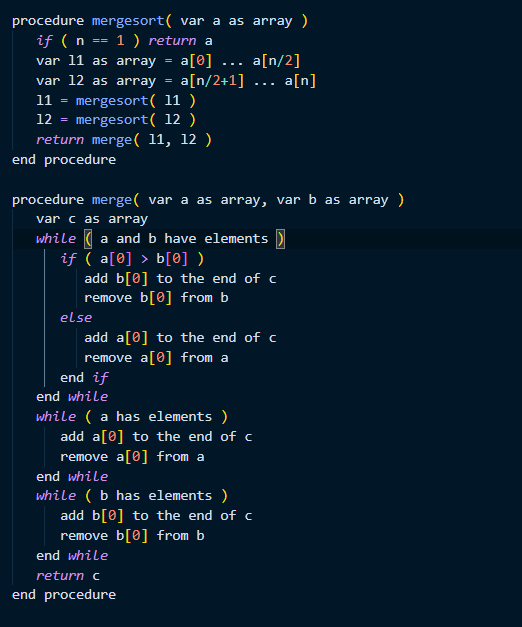 procedure mergesort( var a as array )
   if ( n == 1 ) return a
   var l1 as array = a[0] ... a[n/2]
   var l2 as array = a[n/2+1] ... a[n]
   l1 = mergesort( l1 )
   l2 = mergesort( l2 )
   return merge( l1, l2 )
end procedure

procedure merge( var a as array, var b as array )
   var c as array
   while ( a and b have elements )
      if ( a[0] > b[0] )
         add b[0] to the end of c
         remove b[0] from b
      else
         add a[0] to the end of c
         remove a[0] from a
      end if
   end while
   while ( a has elements )
      add a[0] to the end of c
      remove a[0] from a
   end while
   while ( b has elements )
      add b[0] to the end of c
      remove b[0] from b
   end while
   return c
end procedure